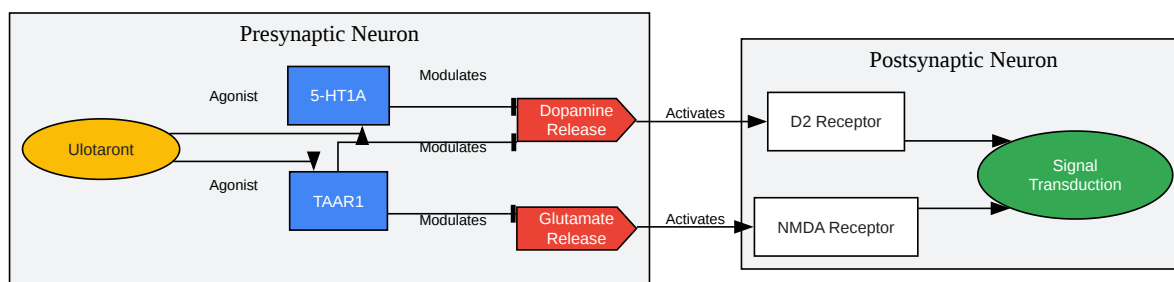 Presynaptic Neuron
Postsynaptic Neuron
Modulates
5-HT1A
Agonist
Dopamine
Release
Activates
D2 Receptor
Ulotaront
Modulates
Signal
Transduction
Agonist
TAAR1
Modulates
Glutamate
Release
Activates
NMDA Receptor